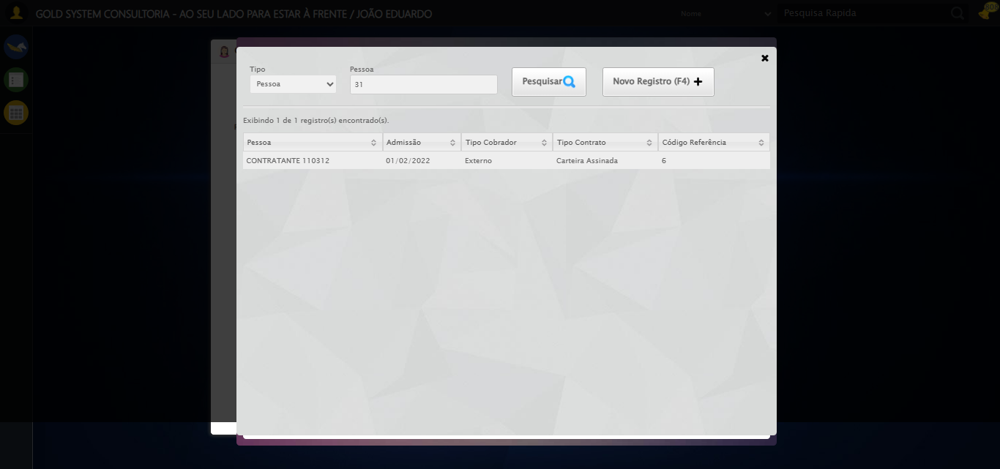 GOLD SYSTEM CONSULTORIA - AO SEU LADO PARA ESTAR À FRENTE / JOÃO EDUARDO
Nome
Pesquisa Rapida
Tipo
Pessoa
Pessoa
31
Pesquisar
Novo Registro (F4)
Exibindo 1 de 1 registro(s) encontrado(s).
Pessoa Admissão Tipo Cobrador Tipo Contrato Código Referência
CONTRATANTE 110312 01/02/2022 Externo Carteira Assinada 6